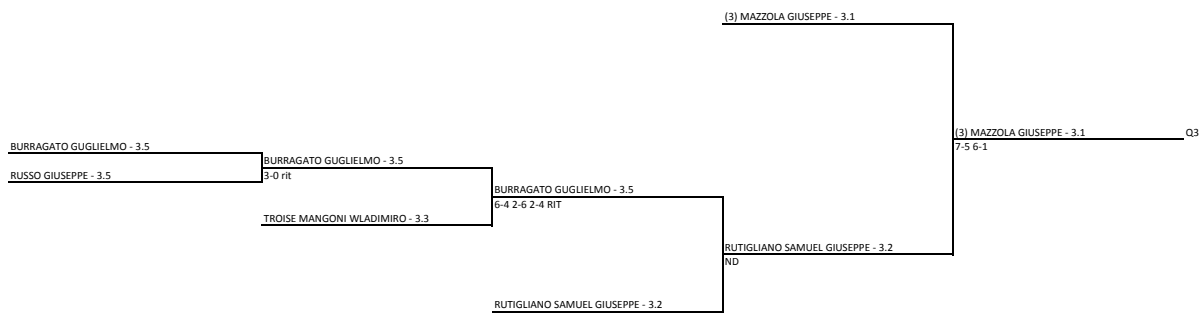 (3) MAZZOLA GIUSEPPE - 3.1
(3) MAZZOLA GIUSEPPE - 3.1
Q3
7-5 6-1
BURRAGATO GUGLIELMO - 3.5
BURRAGATO GUGLIELMO - 3.5
RUSSO GIUSEPPE - 3.5
3-0 rit
BURRAGATO GUGLIELMO - 3.5
6-4 2-6 2-4 RIT
TROISE MANGONI WLADIMIRO - 3.3
RUTIGLIANO SAMUEL GIUSEPPE - 3.2
ND
RUTIGLIANO SAMUEL GIUSEPPE - 3.2